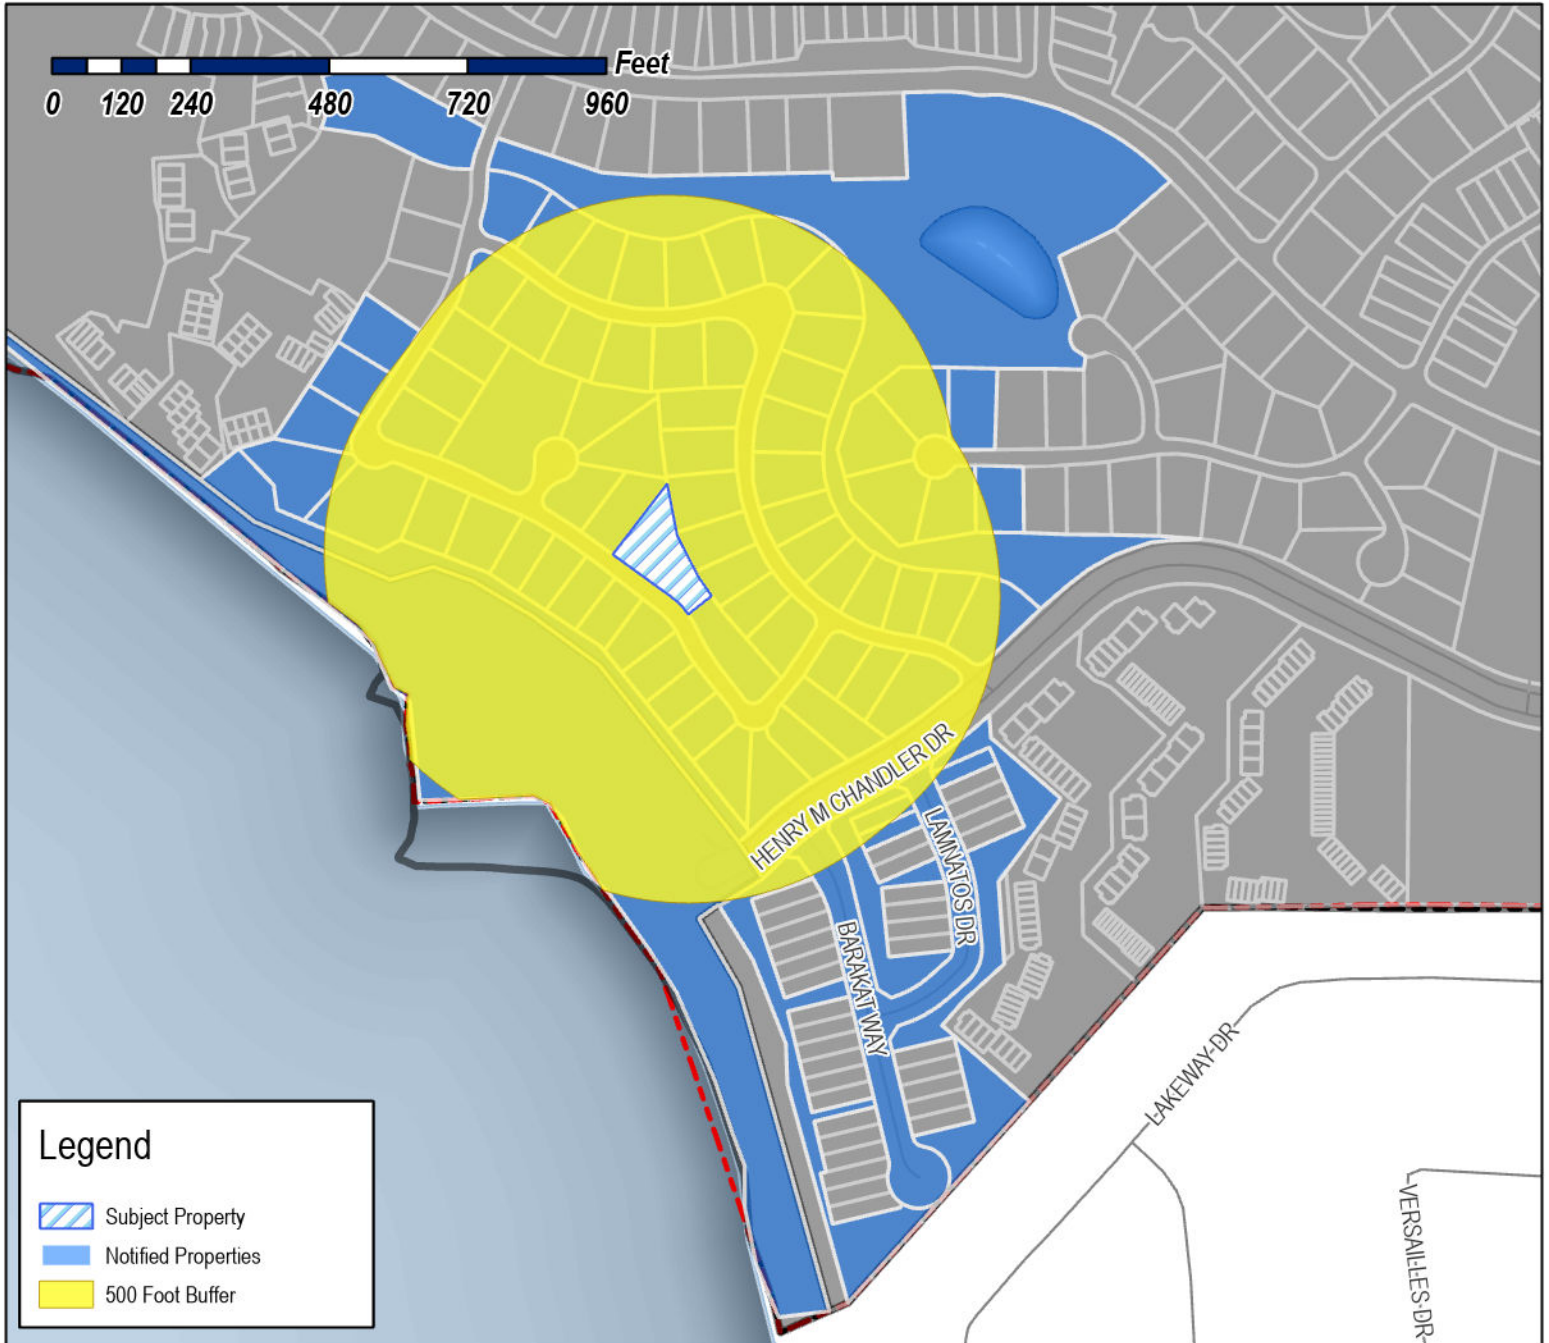 Feet
0 120 240 480 720 960
HENRY M CHANDLER DR
LAMNATOS DR
BARAKAT WAY
LAKEWAY DR
VERSAILLES DR
Legend
Subject Property
Notified Properties
500 Foot Buffer